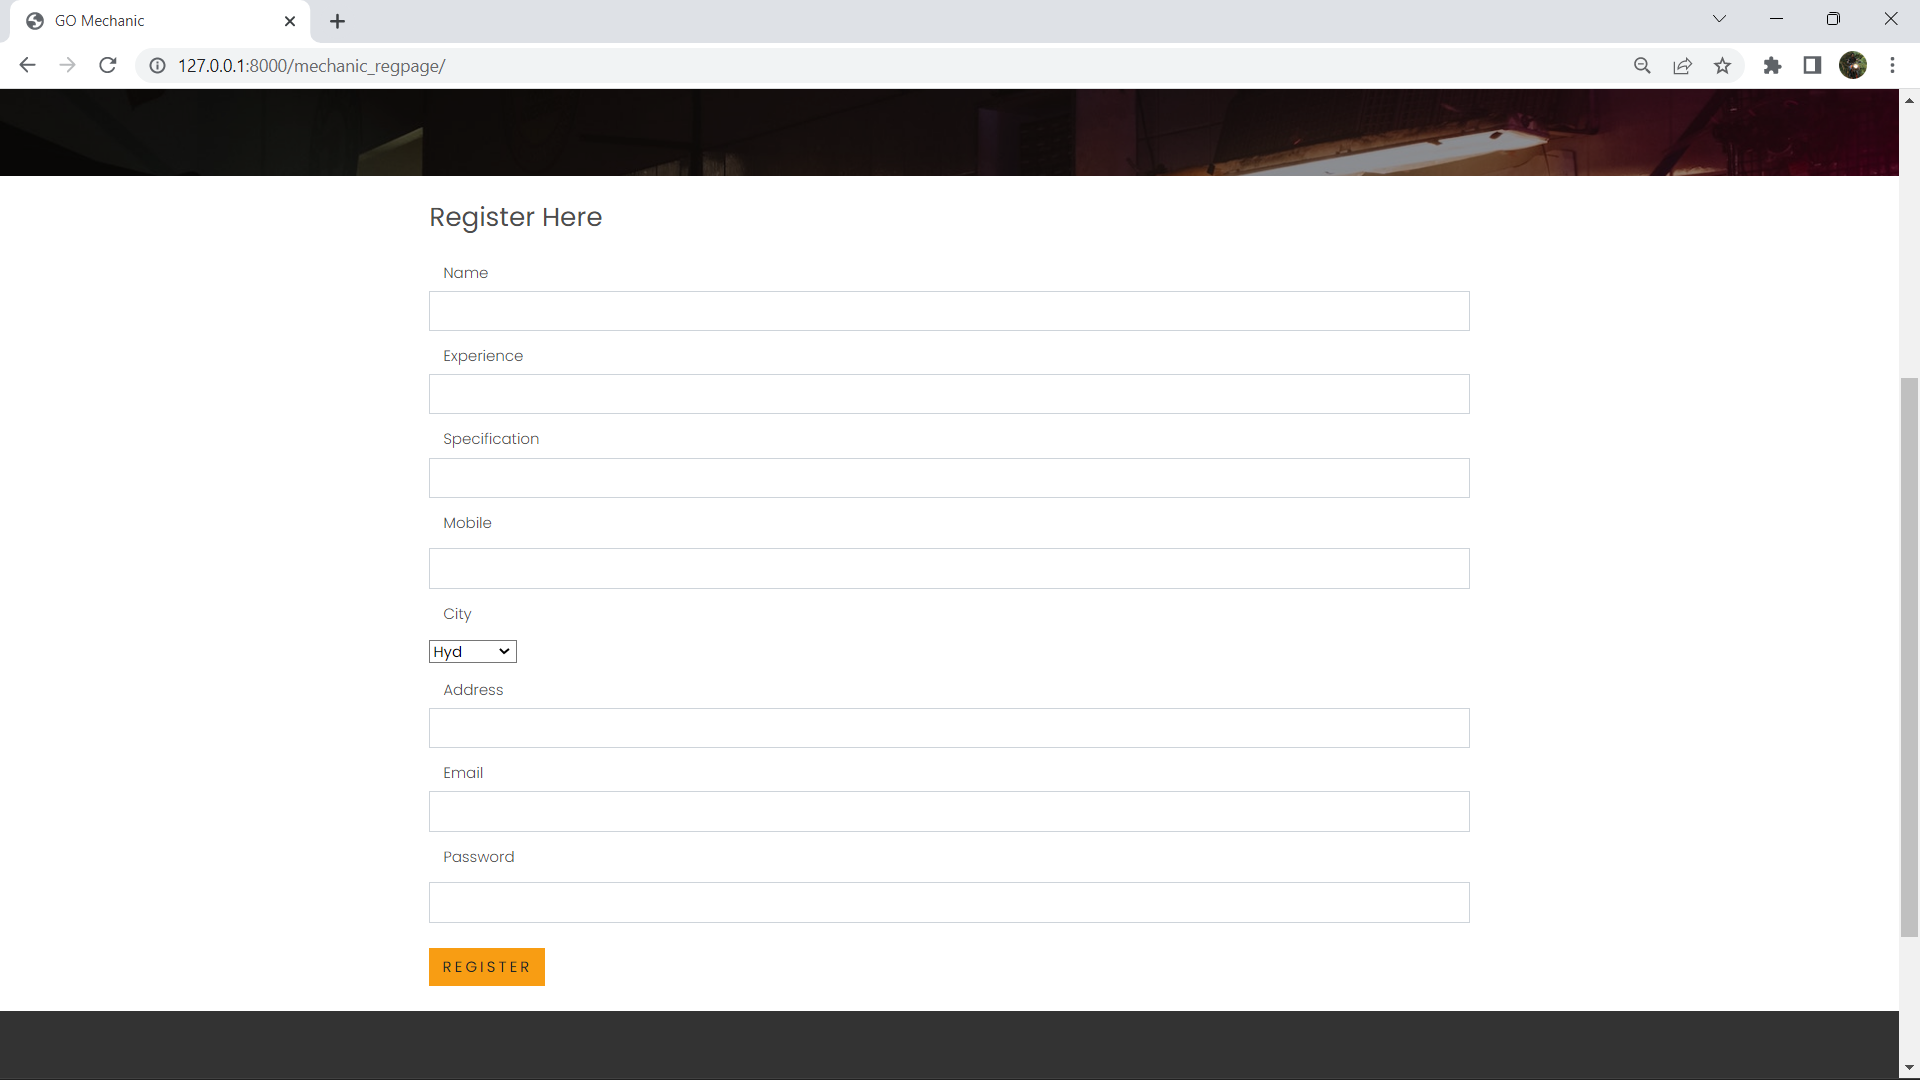 GO Mechanic
127.0.0.1:8000/mechanic_regpage/
Register Here
Name
Experience
Specification
Mobile
City
Hyd
Address
Email
Password
REGISTER